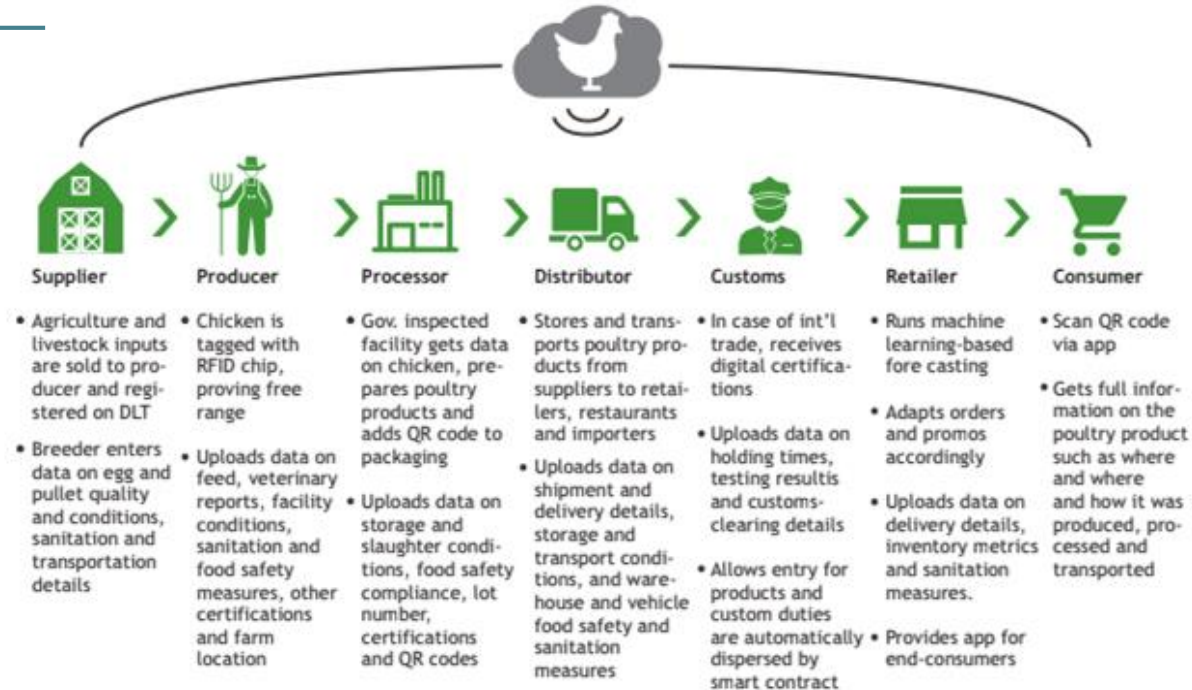 Supplier
• Agriculture and
livestock inputs
are sold to pro-
ducer and regi-
stered on DLT
• Breeder enters
data on egg and
pullet quality
and conditions,
sanitation and
transportation
details
Producer
• Chicken is
tagged with
RFID chip,
proving free
range
• Uploads data on
feed, veterinary
reports, facility
conditions,
sanitation and
food safety
measures, other
certifications
and farm
location
Processor
• Gov. inspected
facility gets data
on chicken, pre-
pares poultry
products and
adds QR code to
packaging
• Uploads data on
storage and
slaughter condi-
tions, food safety
compliance, lot
number,
certifications
and QR codes
Distributor
• Stores and trans-
ports poultry pro-
ducts from
suppliers to retai-
lers, restaurants
and importers
• Uploads data on
shipment and
delivery details,
storage and
transport condi-
tions, and ware-
house and vehicle
food safety and
sanitation
measures
Customs
• In case of int'l
trade, receives
digital certifica-
tions
• Uploads data on
holding times,
testing resultis
and customs-
clearing details
• Allows entry for
products and
custom duties
are automatically
dispersed by
smart contract
Retailer
• Runs machine
learning-based
fore casting
• Adapts orders
and promos
accordingly
• Uploads data on
delivery details,
inventory metrics
and sanitation
measures.
• Provides app for
end-consumers
Consumer
• Scan QR code
via app
• Gets full infor-
mation on the
poultry product
such as where
and where
and how it was
produced, pro-
cessed and
transported